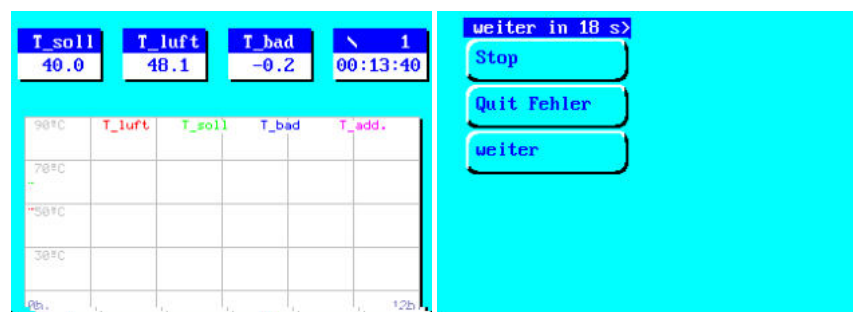 T_soll T_luft T_bad \ 1
40.0 48.1 -0.2 00:13:40
90°C T_luft T_soll T_bad T_add.
70°C
50°C
30°C
0h. 12h
weiter in 18 s>
Stop
Quit Fehler
weiter